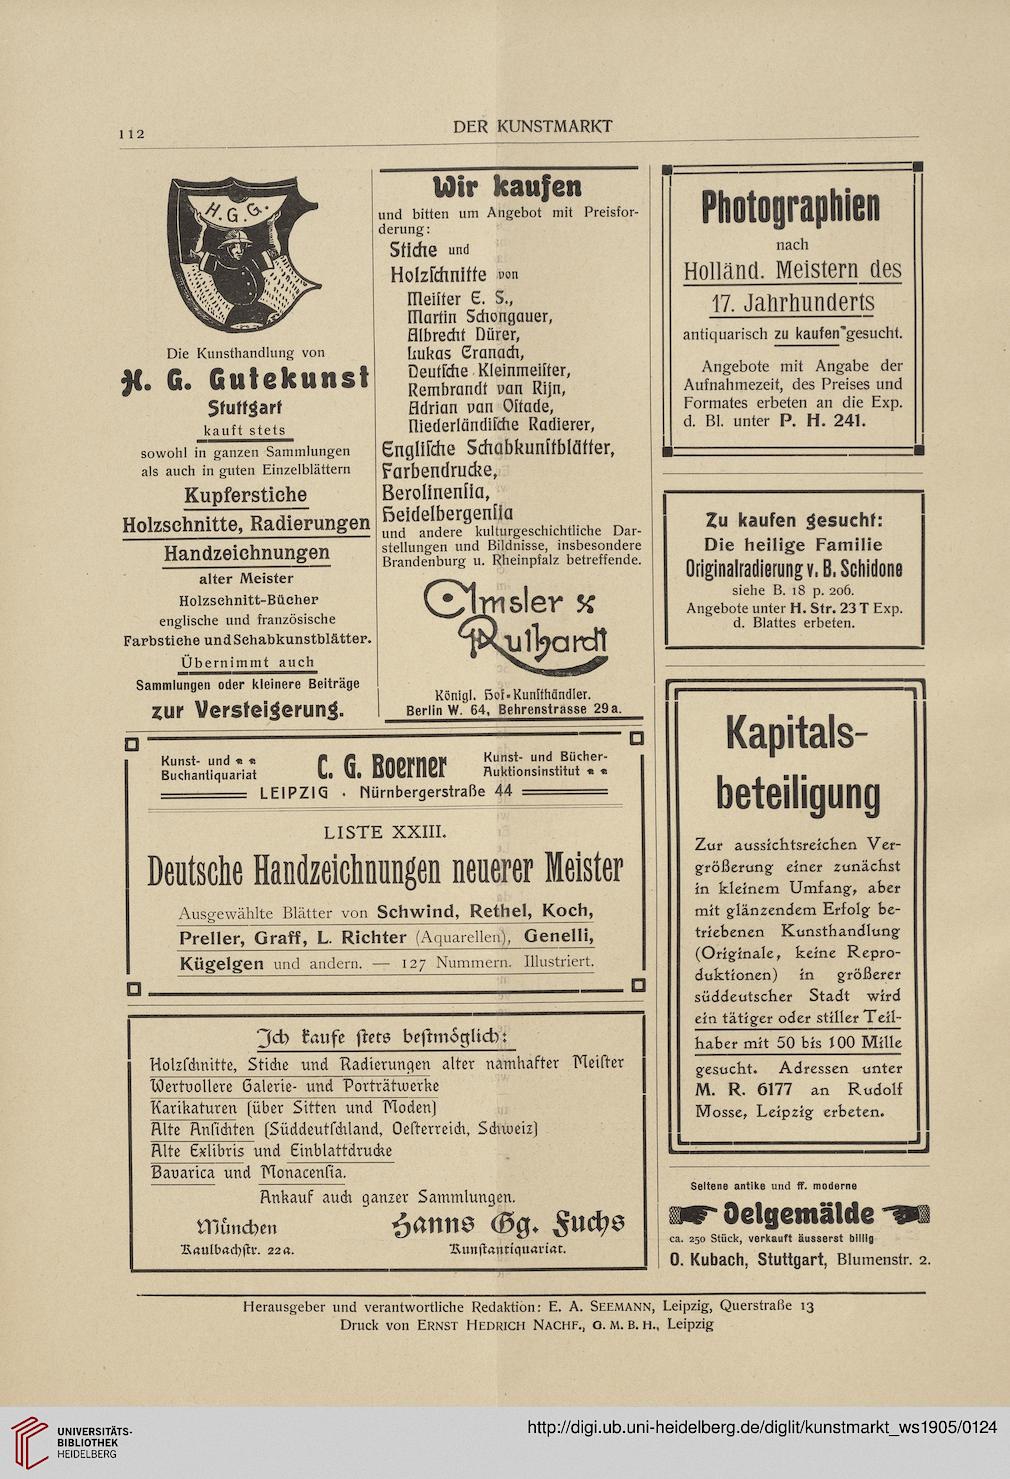 112
DER KUNSTMARKT
H.G.G.
Die Kunsthandlung von
H. G. Gutekunst
Stuttgart
kauft stets
sowohl in ganzen Sammlungen
als auch in guten Einzelblättern
Kupferstiche
Holzschnitte, Radierungen
Handzeichnungen
alter Meister
Holzschnitt-Bücher
englische und französische
Farbstiche und Schabkunstblätter.
Übernimmt auch
Sammlungen oder kleinere Beiträge
zur Versteigerung.
Wir kaufen
und bitten um Angebot mit Preisfor-
derung:
Stiche und
Holzſchnitte von
Meiſter E. S.,
Martin Schongauer,
Albrecht Dürer,
Lukas Cranach,
Deutſche Kleinmeiſter,
Rembrandt van Rijn,
Adrian van Oſtade,
Niederländiſche Radierer,
Engliſche Schabkunſtblätter,
Farbendrucke,
Berolinenſia,
Heidelbergenſia
und andere kulturgeschichtliche Dar-
stellungen und Bildnisse, insbesondere
Brandenburg u. Rheinpfalz betreffende.
Amsler &
Ruthardt
Königl. Hof-Kunſthändler.
Berlin W. 64, Behrenstrasse 29a.
Photographien
nach
Holländ. Meistern des
17. Jahrhunderts
antiquarisch zu kaufen gesucht.
Angebote mit Angabe der
Aufnahmezeit, des Preises und
Formates erbeten an die Exp.
d. Bl. unter P. H. 241.
Zu kaufen gesucht:
Die heilige Familie
Originalradierung v. B. Schidone
siehe B. 18 p. 206.
Angebote unter H. Str. 23 T Exp.
d. Blattes erbeten.
Kunst- und
Buchantiquariat
C. G. Boerner
Kunst- und Bücher-
Auktionsinstitut
LEIPZIG · Nürnbergerstraße 44
LISTE XXIII.
Deutsche Handzeichnungen neuerer Meister
Ausgewählte Blätter von Schwind, Rethel, Koch,
Preller, Graff, L. Richter (Aquarellen), Genelli,
Kügelgen und andern. — 127 Nummern. Illustriert.
Kapitals-
beteiligung
Zur aussichtsreichen Ver-
größerung einer zunächst
in kleinem Umfang, aber
mit glänzendem Erfolg be-
triebenen Kunsthandlung
(Originale, keine Repro-
duktionen) in größerer
süddeutscher Stadt wird
ein tätiger oder stiller Teil-
haber mit 50 bis 100 Mille
gesucht. Adressen unter
M. R. 6177 an Rudolf
Mosse, Leipzig erbeten.
Ich kaufe ſtets beſtmöglich:
Holzſchnitte, Stiche und Radierungen alter namhafter Meiſter
Wertvollere Galerie- und Porträtwerke
Karikaturen (über Sitten und Moden)
Alte Anſichten (Süddeutſchland, Oeſterreich, Schweiz)
Alte Exlibris und Einblattdrucke
Bavarica und Monacenſia.
Ankauf auch ganzer Sammlungen.
München
Kaulbachſtr. 22a.
Hanns Gg. Fuchs
Kunſtantiquariat.
Seltene antike und ff. moderne
Oelgemälde
ca. 250 Stück, verkauft äusserst billig
O. Kubach, Stuttgart, Blumenstr. 2.
Herausgeber und verantwortliche Redaktion: E. A. SEEMANN, Leipzig, Querstraße 13
Druck von ERNST HEDRICH NACHF., G. M. B. H., Leipzig
UNIVERSITÄTS-
BIBLIOTHEK
HEIDELBERG
http://digi.ub.uni-heidelberg.de/diglit/kunstmarkt_ws1905/0124